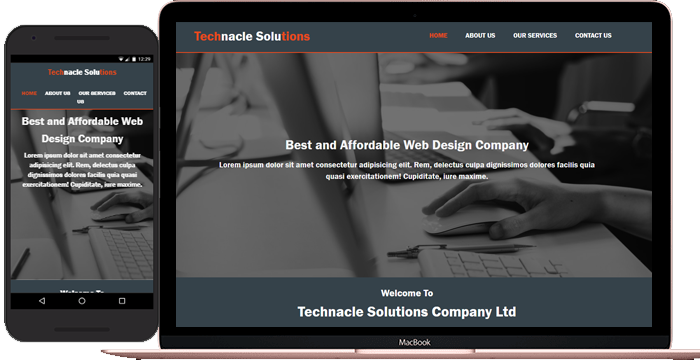 12:29
Technacle Solutions
HOME ABOUT US OUR SERVICES CONTACT
US
Best and Affordable Web
Design Company
Lorem ipsum dolor sit amet consectetur
adipisicing elit. Rem, delectus culpa
dignissimos dolores facilis quia quasi
exercitationem! Cupiditate, iure maxime.
Welcome To
Technacle Solutions
HOME ABOUT US OUR SERVICES CONTACT US
Best and Affordable Web Design Company
Lorem ipsum dolor sit amet consectetur adipisicing elit. Rem, delectus culpa dignissimos dolores facilis quia
quasi exercitationem! Cupiditate, iure maxime.
Welcome To
Technacle Solutions Company Ltd
MacBook